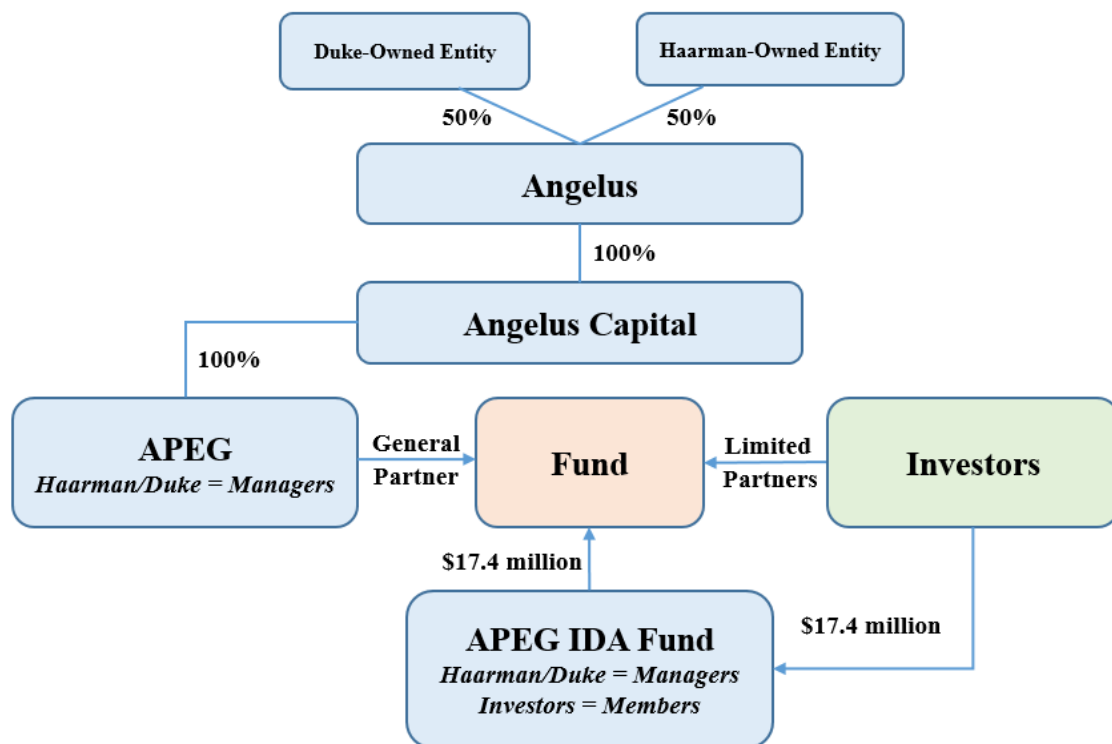 Duke-Owned Entity
Haarman-Owned Entity
50%
50%
Angelus
100%
Angelus Capital
100%
APEG
Haarman/Duke = Managers
General
Partner
Fund
Limited
Partners
Investors
$17.4 million
$17.4 million
APEG IDA Fund
Haarman/Duke = Managers
Investors = Members